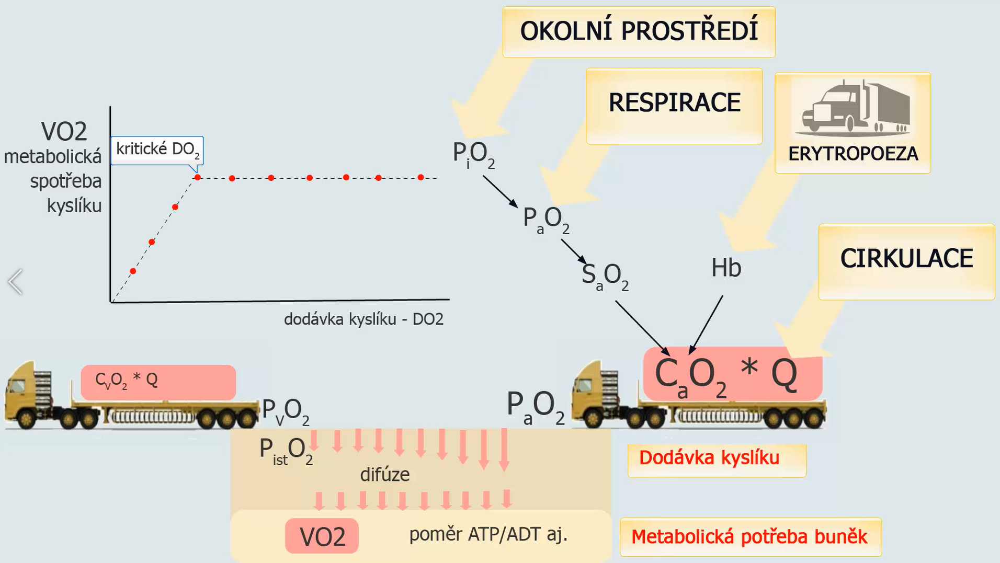 OKOLNÍ PROSTŘEDÍ
RESPIRACE
ERYTROPOEZA
CIRKULACE
VO2
metabolická
spotřeba
kyslíku
kritické DO2
dodávka kyslíku - DO2
PiO2
PaO2
SaO2
Hb
CaO2 * Q
CvO2 * Q
PvO2
PaO2
PistO2
difúze
Dodávka kyslíku
VO2
poměr ATP/ADT aj.
Metabolická potřeba buněk